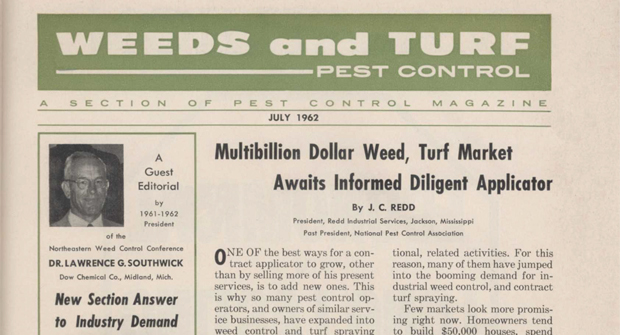 WEEDS and TURF
PEST CONTROL
A SECTION OF PEST CONTROL MAGAZINE
JULY 1962
A
Guest
Editorial
by
1961-1962
President
of the
Northeastern Weed Control Conference
DR. LAWRENCE G. SOUTHWICK
Dow Chemical Co., Midland, Mich.
New Section Answer
to Industry Demand
Multibillion Dollar Weed, Turf Market
Awaits Informed Diligent Applicator
By J. C. REDD
President, Redd Industrial Services, Jackson, Mississippi
Past President, National Pest Control Association
ONE OF the best ways for a con-
tract applicator to grow, other
than by selling more of his present
services, is to add new ones. This
is why so many pest control op-
erators, and owners of similar serv-
ice businesses, have expanded into
weed control and turf spraying
tional, related activities. For this
reason, many of them have jumped
into the booming demand for in-
dustrial weed control, and contract
turf spraying.
Few markets look more promis-
ing right now. Homeowners tend
to build $50,000 houses, spend